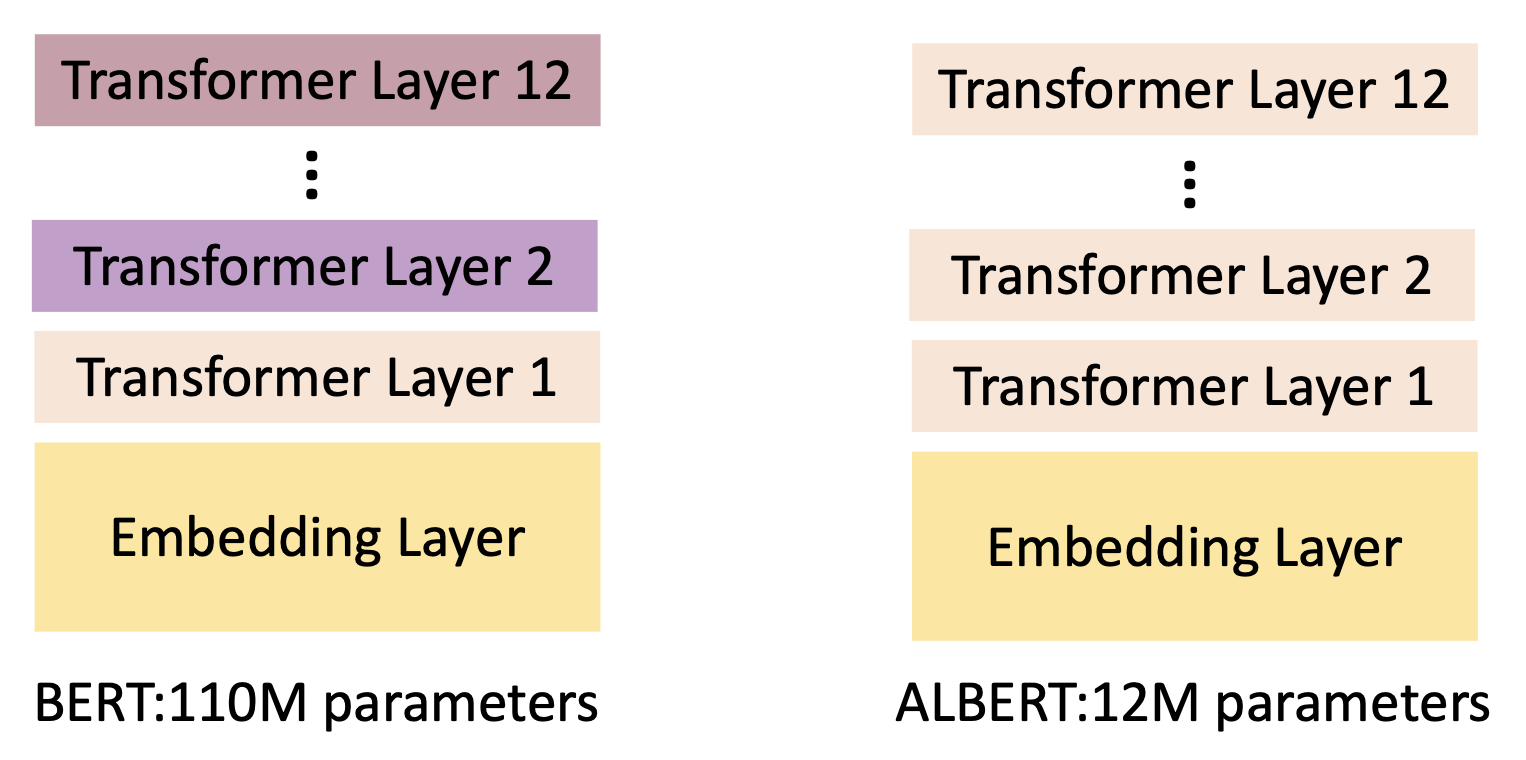 Transformer Layer 12
⋮
Transformer Layer 2
Transformer Layer 1
Embedding Layer
BERT:110M parameters
Transformer Layer 12
⋮
Transformer Layer 2
Transformer Layer 1
Embedding Layer
ALBERT:12M parameters